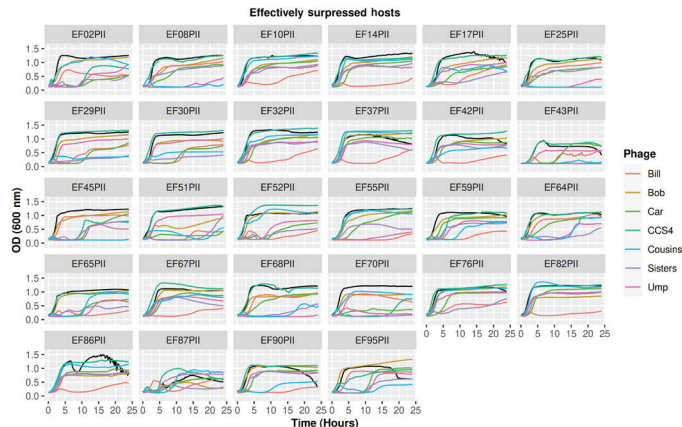 Effectively surpressed hosts
EF02PII EF08PII EF10PII EF14PII EF17PII EF25PII
1.5
1.0
0.5
0.0
EF29PII EF30PII EF32PII EF37PII EF42PII EF43PII
1.5
1.0
0.5
0.0
EF45PII EF51PII EF52PII EF55PII EF59PII EF64PII
1.5
1.0
0.5
0.0
EF65PII EF67PII EF68PII EF70PII EF76PII EF82PII
1.5
1.0
0.5
0.0
0 5 10 15 20 25 0 5 10 15 20 25
EF86PII EF87PII EF90PII EF95PII
1.5
1.0
0.5
0.0
0 5 10 15 20 25 0 5 10 15 20 25 0 5 10 15 20 25 0 5 10 15 20 25
Time (Hours)
OD (600 nm)
Phage
Bill
Bob
Car
CCS4
Cousins
Sisters
Ump